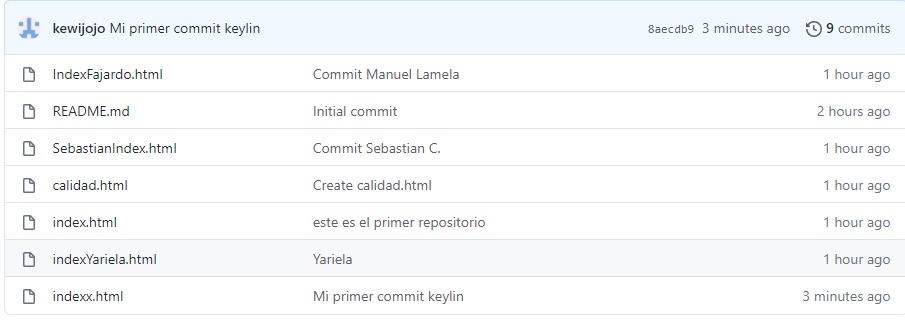 kewijojo Mi primer commit keylin 8aecdb9 3 minutes ago 9 commits
IndexFajardo.html Commit Manuel Lamela 1 hour ago
README.md Initial commit 2 hours ago
SebastianIndex.html Commit Sebastian C. 1 hour ago
calidad.html Create calidad.html 1 hour ago
index.html este es el primer repositorio 1 hour ago
indexYariela.html Yariela 1 hour ago
indexx.html Mi primer commit keylin 3 minutes ago